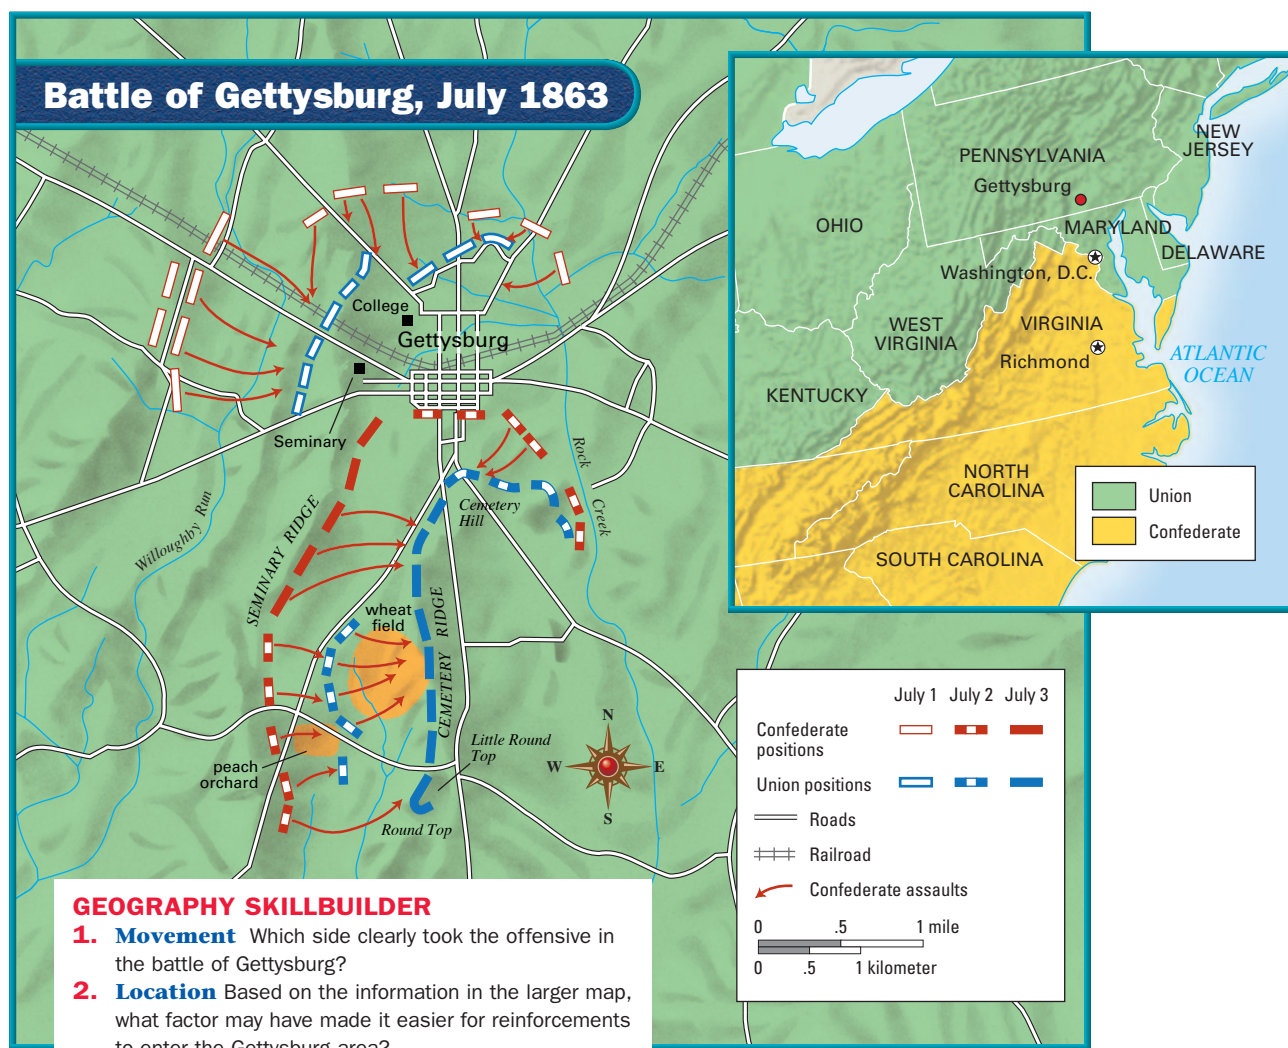 Battle of Gettysburg, July 1863
College
Gettysburg
Seminary
Rock
Creek
Willoughby Run
SEMINARY RIDGE
Cemetery
Hill
wheat
field
CEMETERY RIDGE
peach
orchard
Little Round
Top
Round Top
N
W
E
S
PENNSYLVANIA
Gettysburg
NEW
JERSEY
OHIO
MARYLAND
DELAWARE
Washington, D.C.
WEST
VIRGINIA
VIRGINIA
Richmond
ATLANTIC
OCEAN
KENTUCKY
NORTH
CAROLINA
SOUTH CAROLINA
Union
Confederate
July 1 July 2 July 3
Confederate
positions
Union positions
Roads
Railroad
Confederate assaults
0 .5 1 mile
0 .5 1 kilometer
GEOGRAPHY SKILLBUILDER
1. Movement Which side clearly took the offensive in
the battle of Gettysburg?
2. Location Based on the information in the larger map,
what factor may have made it easier for reinforcements
to enter the Gettysburg area?